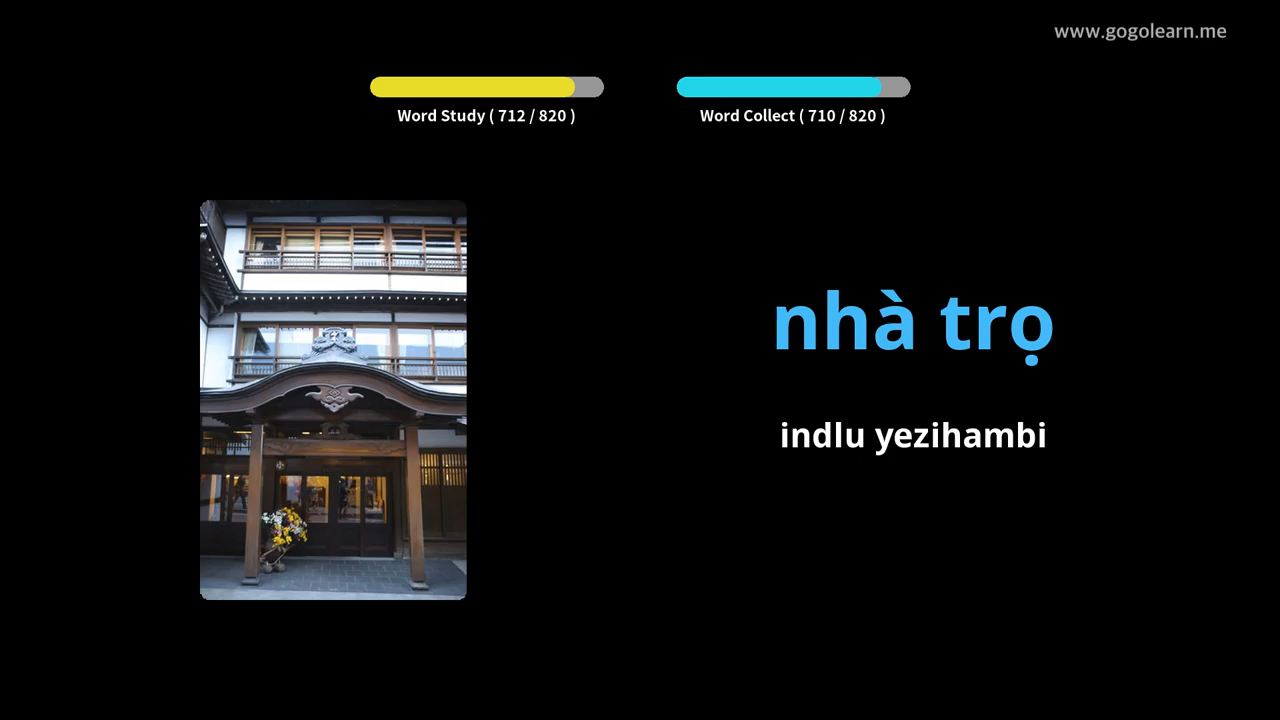 www.gogolearn.me
Word Study ( 712 / 820 )
Word Collect ( 710 / 820 )
nhà trọ
indlu yezihambi